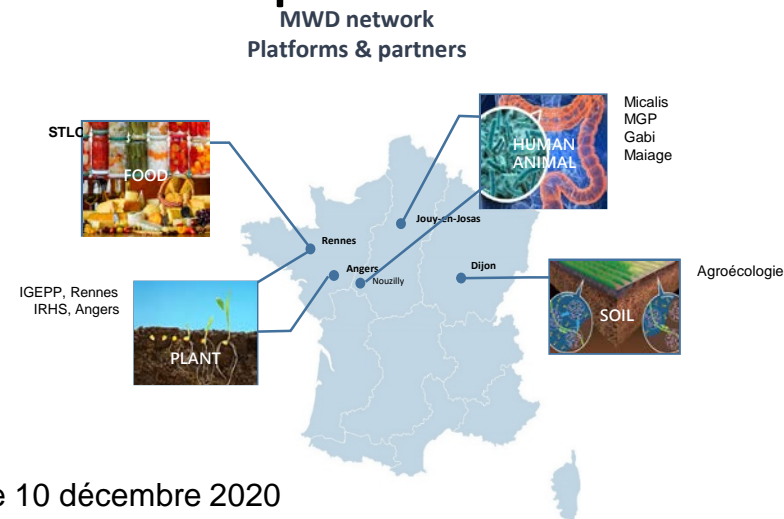 MWD network
Platforms & partners
STLO
FOOD
HUMAN
ANIMAL
Micalis
MGP
Gabi
Maiage
Jouy-en-Josas
Rennes
Angers
Nouzilly
Dijon
Agroécologie
SOIL
IGEPP, Rennes
IRHS, Angers
PLANT
10 décembre 2020